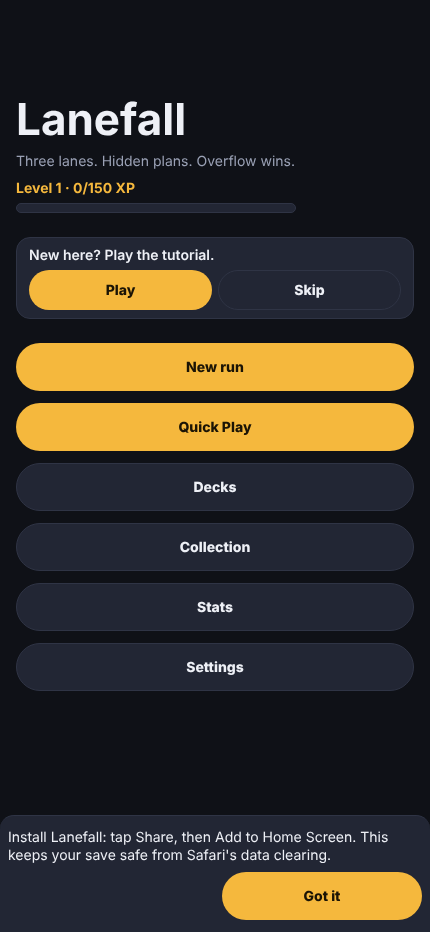 Lanefall
Three lanes. Hidden plans. Overflow wins.
Level 1 · 0/150 XP
New here? Play the tutorial.
Play
Skip
New run
Quick Play
Decks
Collection
Stats
Settings
Install Lanefall: tap Share, then Add to Home Screen. This
keeps your save safe from Safari's data clearing.
Got it